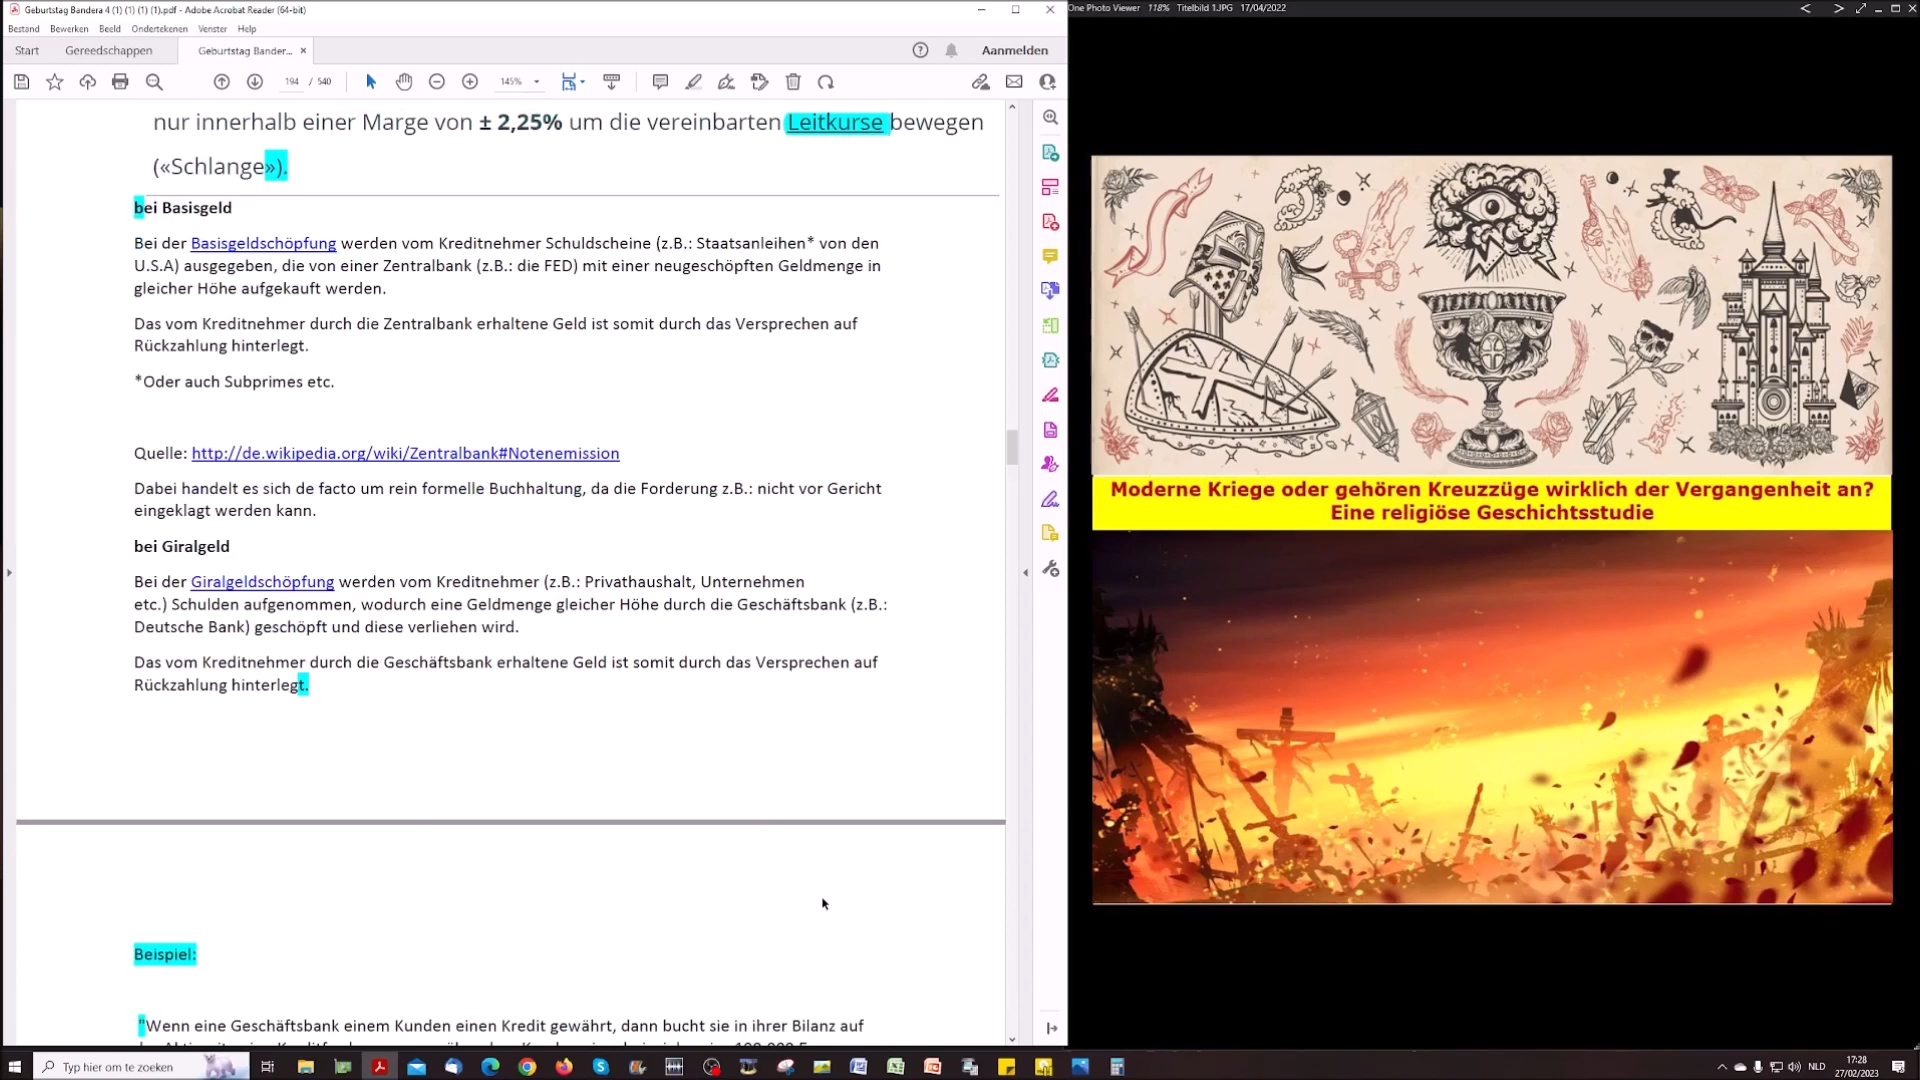 Geburtstag Bandera 4 (1) (1) (1) (1).pdf - Adobe Acrobat Reader (64-bit)
Bestand Bewerken Beeld Ondertekenen Venster Help
Start Gereedschappen Geburtstag Bander... Aanmelden
194 / 540 145%
nur innerhalb einer Marge von ± 2,25% um die vereinbarten Leitkurse bewegen
(«Schlange»).
bei Basisgeld
Bei der Basisgeldschöpfung werden vom Kreditnehmer Schuldscheine (z.B.: Staatsanleihen* von den
U.S.A) ausgegeben, die von einer Zentralbank (z.B.: die FED) mit einer neugeschöpften Geldmenge in
gleicher Höhe aufgekauft werden.
Das vom Kreditnehmer durch die Zentralbank erhaltene Geld ist somit durch das Versprechen auf
Rückzahlung hinterlegt.
*Oder auch Subprimes etc.
Quelle: http://de.wikipedia.org/wiki/Zentralbank#Notenemission
Dabei handelt es sich de facto um rein formelle Buchhaltung, da die Forderung z.B.: nicht vor Gericht
eingeklagt werden kann.
bei Giralgeld
Bei der Giralgeldschöpfung werden vom Kreditnehmer (z.B.: Privathaushalt, Unternehmen
etc.) Schulden aufgenommen, wodurch eine Geldmenge gleicher Höhe durch die Geschäftsbank (z.B.:
Deutsche Bank) geschöpft und diese verliehen wird.
Das vom Kreditnehmer durch die Geschäftsbank erhaltene Geld ist somit durch das Versprechen auf
Rückzahlung hinterlegt.
Beispiel:
"Wenn eine Geschäftsbank einem Kunden einen Kredit gewährt, dann bucht sie in ihrer Bilanz auf
One Photo Viewer 118% Titelbild 1.JPG 17/04/2022
Moderne Kriege oder gehören Kreuzzüge wirklich der Vergangenheit an?
Eine religiöse Geschichtsstudie
Typ hier om te zoeken
NLD
17:28
27/02/2023